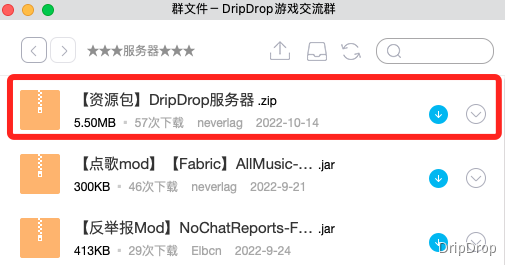 群文件－DripDrop游戏交流群
★★★服务器★★★
【资源包】DripDrop服务器 .zip
5.50MB 57次下载 neverlag 2022-10-14
【点歌mod】【Fabric】AllMusic-... .jar
300KB 46次下载 neverlag 2022-9-21
【反举报Mod】NoChatReports-F... .jar
413KB 29次下载 Elbcn 2022-9-24
DripDrop